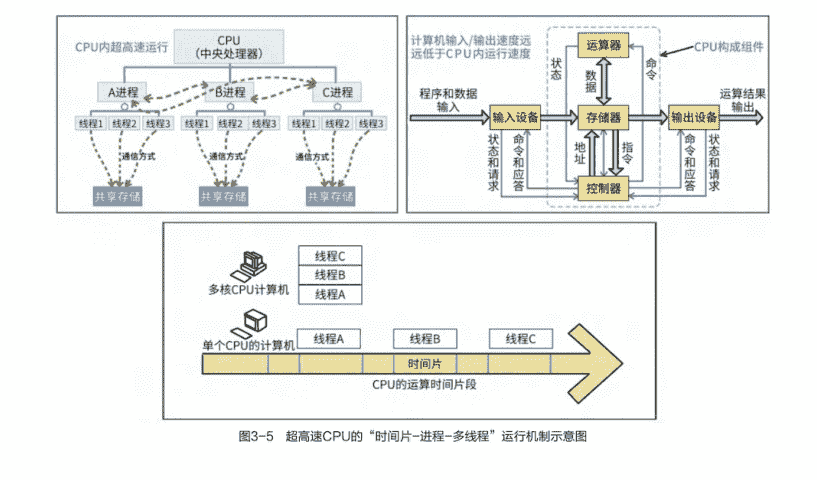 CPU内超高速运行
CPU
（中央处理器）
A进程
B进程
C进程
线程1 线程2 线程3
线程1 线程2 线程3
线程1 线程2 线程3
通信方式
通信方式
通信方式
共享存储
共享存储
共享存储
计算机输入/输出速度远
远低于CPU内运行速度
运算器
CPU构成组件
状态
数据
命令
程序和数据
输入
输入设备
存储器
输出设备
运算结果
输出
状态和请求
命令和应答
地址
指令
命令和应答
状态和请求
控制器
线程C
线程B
线程A
多核CPU计算机
单个CPU的计算机
线程A
线程B
线程C
时间片
CPU的运算时间片段
图3-5 超高速CPU的“时间片-进程-多线程”运行机制示意图